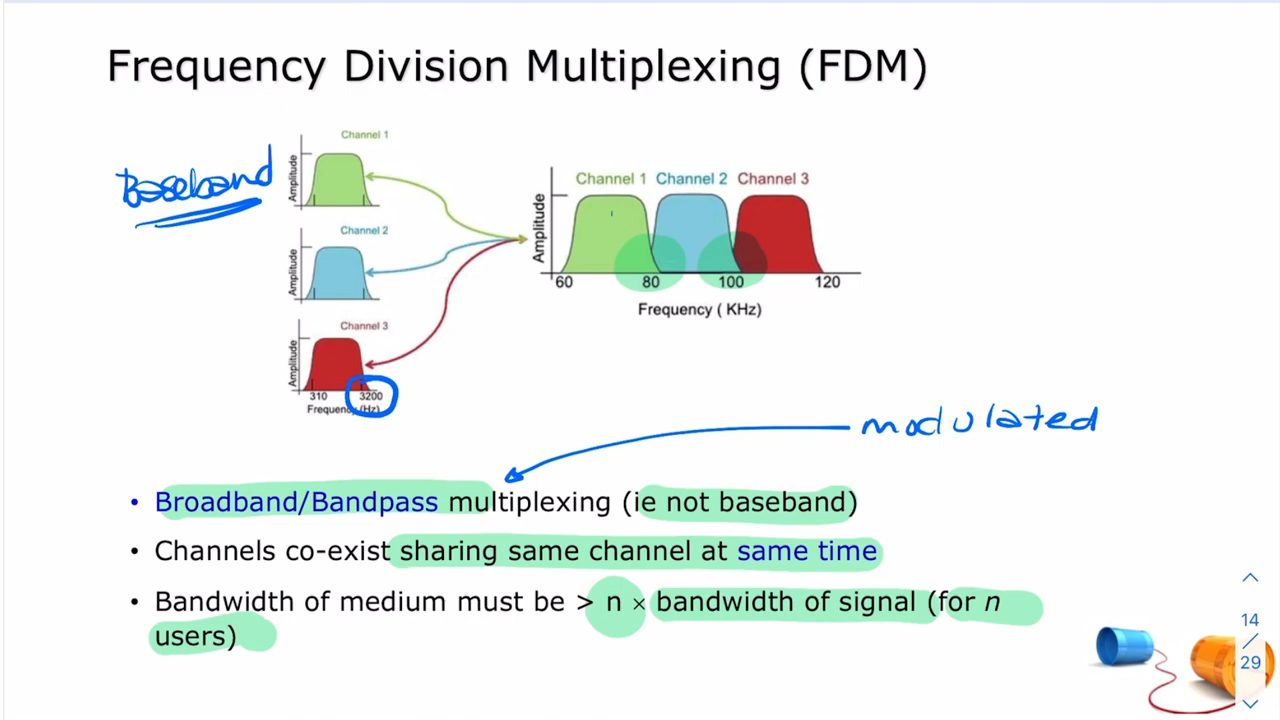 Frequency Division Multiplexing (FDM)
Baseband
Channel 1
Amplitude
Channel 2
Amplitude
Channel 3
Amplitude
310 3200
Frequency (Hz)
Channel 1 Channel 2 Channel 3
Amplitude
60 80 100 120
Frequency ( KHz)
modulated
• Broadband/Bandpass multiplexing (ie not baseband)
• Channels co-exist sharing same channel at same time
• Bandwidth of medium must be > n × bandwidth of signal (for n
users)
14
/
29